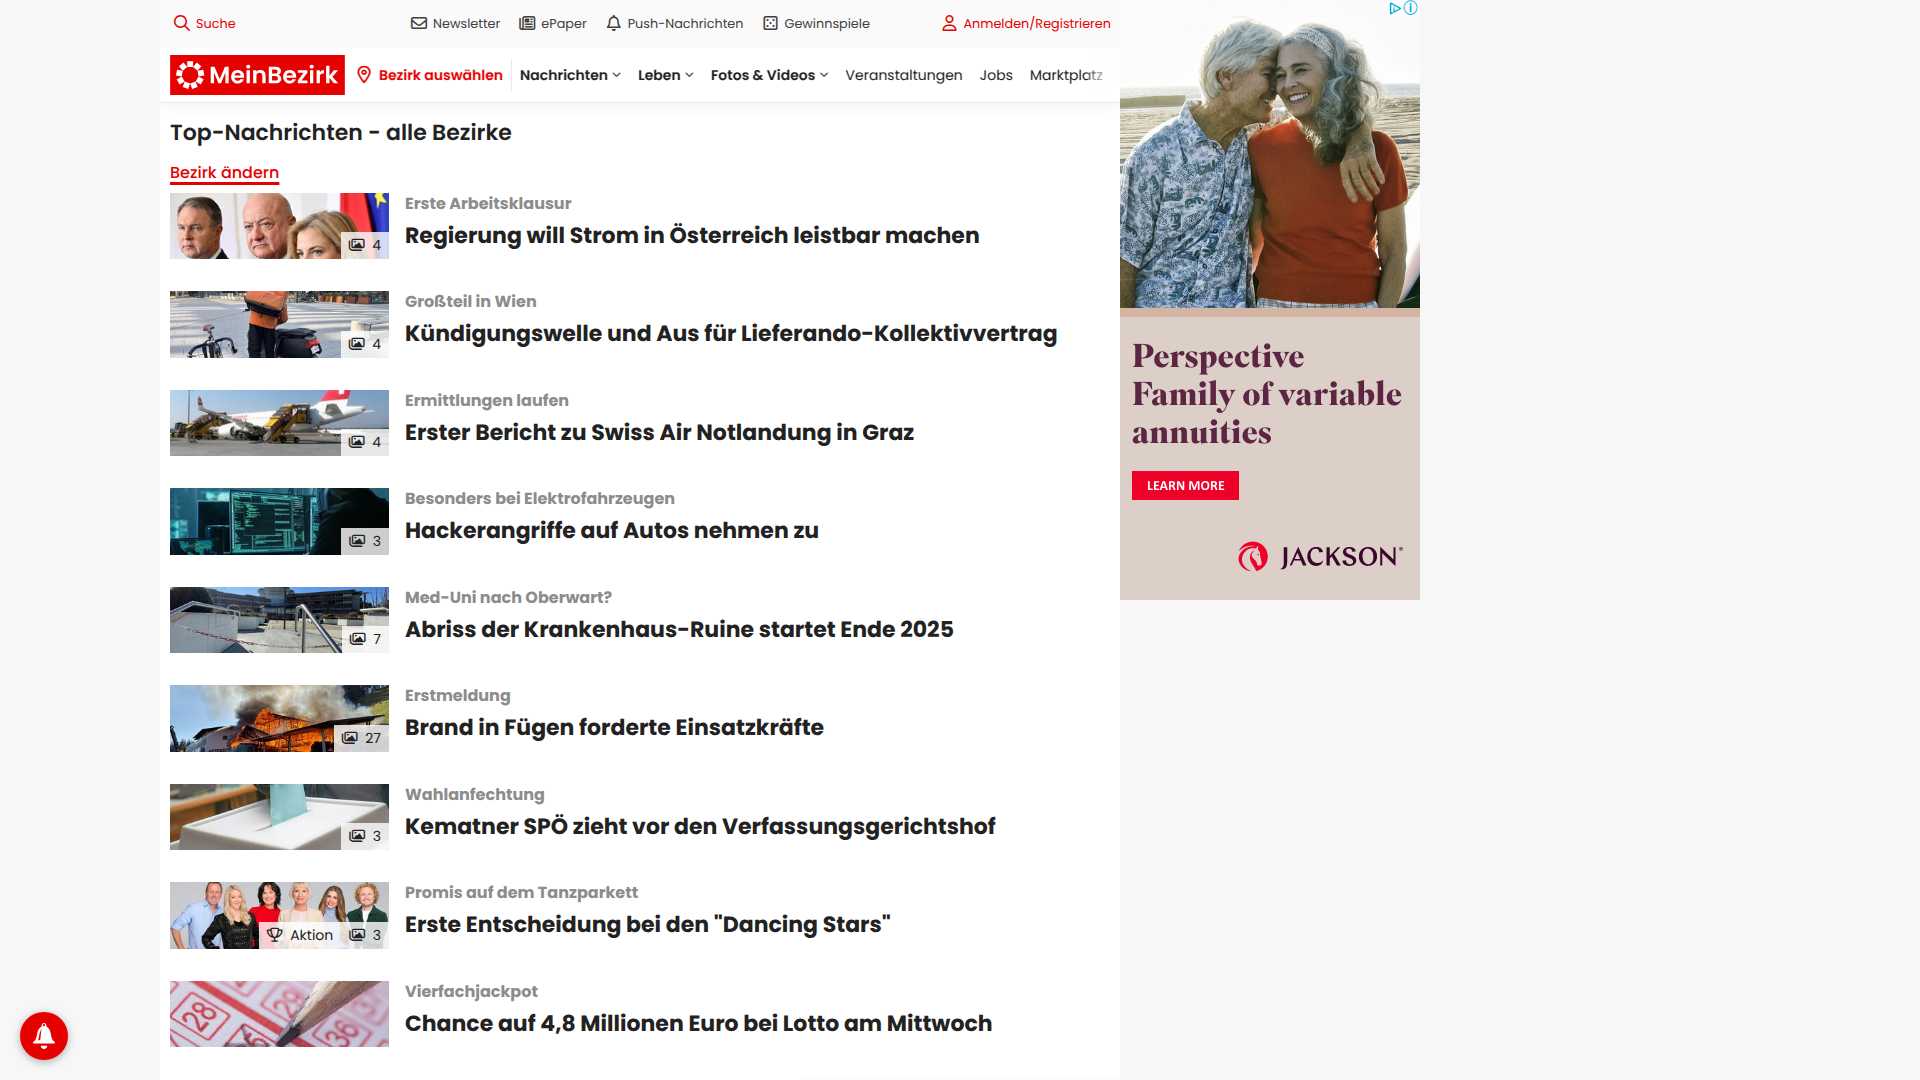 Suche
Newsletter
ePaper
Push-Nachrichten
Gewinnspiele
Anmelden/Registrieren
MeinBezirk
Bezirk auswählen
Nachrichten
Leben
Fotos & Videos
Veranstaltungen
Jobs
Marktplatz
Top-Nachrichten - alle Bezirke
Bezirk ändern
4
Erste Arbeitsklausur
Regierung will Strom in Österreich leistbar machen
4
Großteil in Wien
Kündigungswelle und Aus für Lieferando-Kollektivvertrag
4
Ermittlungen laufen
Erster Bericht zu Swiss Air Notlandung in Graz
3
Besonders bei Elektrofahrzeugen
Hackerangriffe auf Autos nehmen zu
7
Med-Uni nach Oberwart?
Abriss der Krankenhaus-Ruine startet Ende 2025
27
Erstmeldung
Brand in Fügen forderte Einsatzkräfte
3
Wahlanfechtung
Kematner SPÖ zieht vor den Verfassungsgerichtshof
Aktion 3
Promis auf dem Tanzparkett
Erste Entscheidung bei den "Dancing Stars"
28
29
36
Vierfachjackpot
Chance auf 4,8 Millionen Euro bei Lotto am Mittwoch
Perspective
Family of variable
annuities
LEARN MORE
JACKSON®